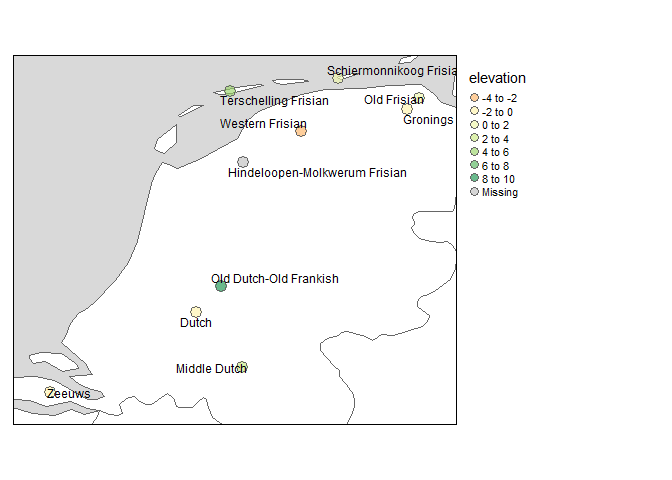 Schiermonnikoog Frisia
Terschelling Frisian
Old Frisian
Gronings
Western Frisian
Hindeloopen-Molkwerum Frisian
Old Dutch-Old Frankish
Dutch
Middle Dutch
Zeeuws
elevation
-4 to -2
-2 to 0
0 to 2
2 to 4
4 to 6
6 to 8
8 to 10
Missing